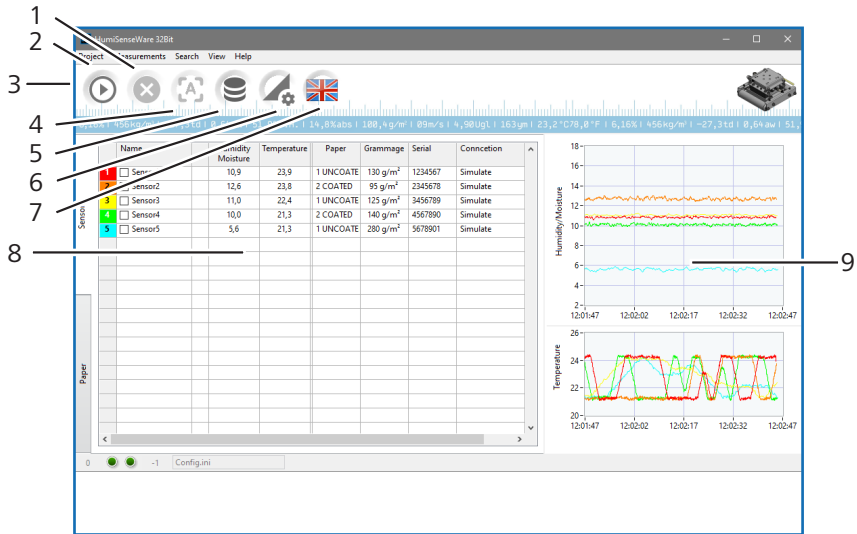 1
2
3
4
5
6
7
8
9
HumiSenseWare 32Bit
Project Measurements Search View Help
A
14,8%abs | 100,4g/m² | 09m/s | 4,90Ugl | 163ym | 23,2°C78,0°F | 6,16% | 456kg/m³ | -27,3td | 0,64aw | 51,
Name Humidity Moisture Temperature Paper Grammage Serial Conncetion
1 Sensor 10,9 23,9 1 UNCOATE 130 g/m² 1234567 Simulate
2 Sensor2 12,6 23,8 2 COATED 95 g/m² 2345678 Simulate
3 Sensor3 11,0 22,4 1 UNCOATE 125 g/m² 3456789 Simulate
4 Sensor4 10,0 21,3 2 COATED 140 g/m² 4567890 Simulate
5 Sensor5 5,6 21,3 1 UNCOATE 280 g/m² 5678901 Simulate
Paper
0 -1 Config.ini
Humidity/Moisture
18
16
14
12
10
8
6
4
2
12:01:47 12:02:02 12:02:17 12:02:32 12:02:47
Temperature
26
24
22
20
12:01:47 12:02:02 12:02:17 12:02:32 12:02:47